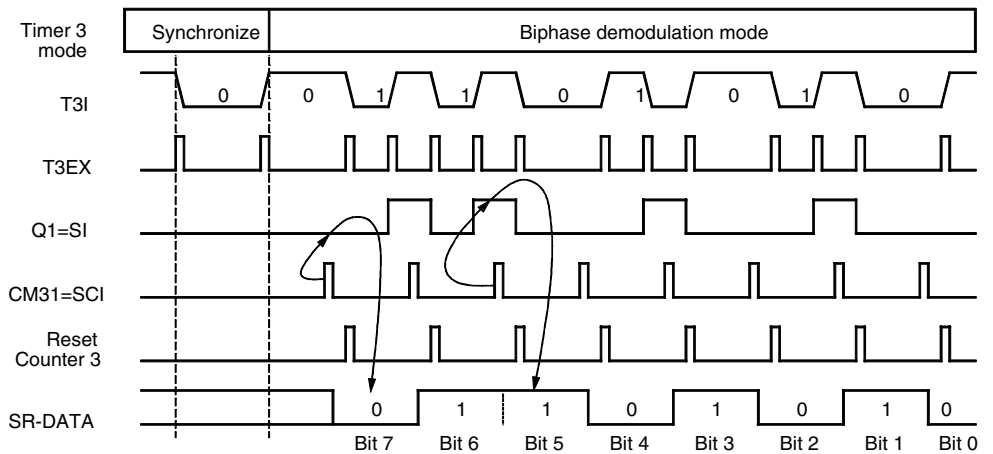 Timer 3 mode Synchronize Biphase demodulation mode
T3I 0 0 1 1 0 1 0 1 0
T3EX
Q1=SI
CM31=SCI
Reset
Counter 3
SR-DATA 0 1 1 0 1 0 1 0
Bit 7 Bit 6 Bit 5 Bit 4 Bit 3 Bit 2 Bit 1 Bit 0